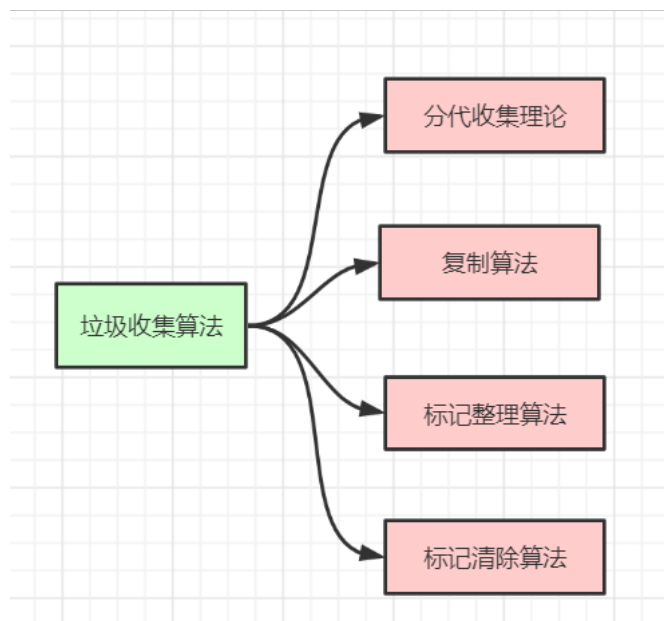 分代收集理论
复制算法
垃圾收集算法
标记整理算法
标记清除算法